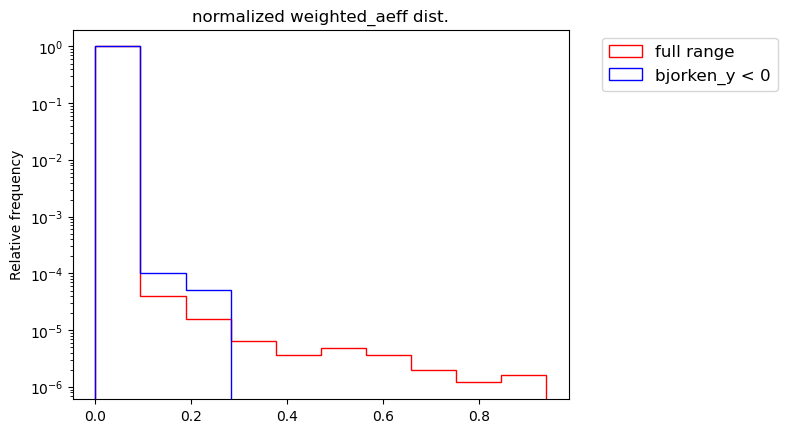 normalized weighted_aeff dist.
full range
bjorken_y < 0
Relative frequency
10⁰
10⁻¹
10⁻²
10⁻³
10⁻⁴
10⁻⁵
10⁻⁶
0.0 0.2 0.4 0.6 0.8